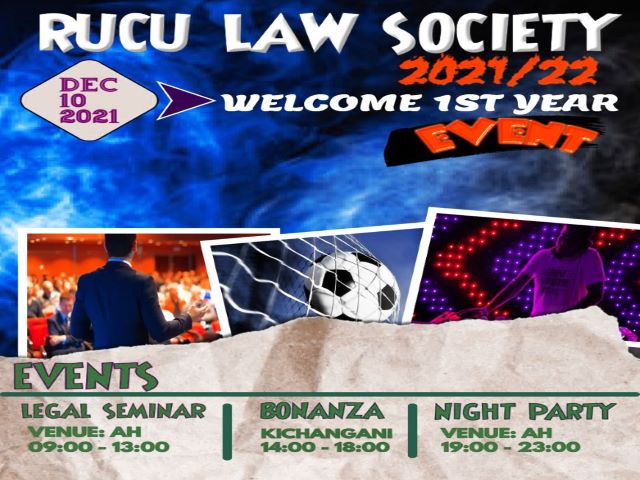 RUCU LAW SOCIETY
2021/22
DEC
10
2021
WELCOME 1ST YEAR
EVENT
EVENTS
LEGAL SEMINAR
VENUE: AH
09:00 - 13:00
BONANZA
KICHANGANI
14:00 - 18:00
NIGHT PARTY
VENUE: AH
19:00 - 23:00